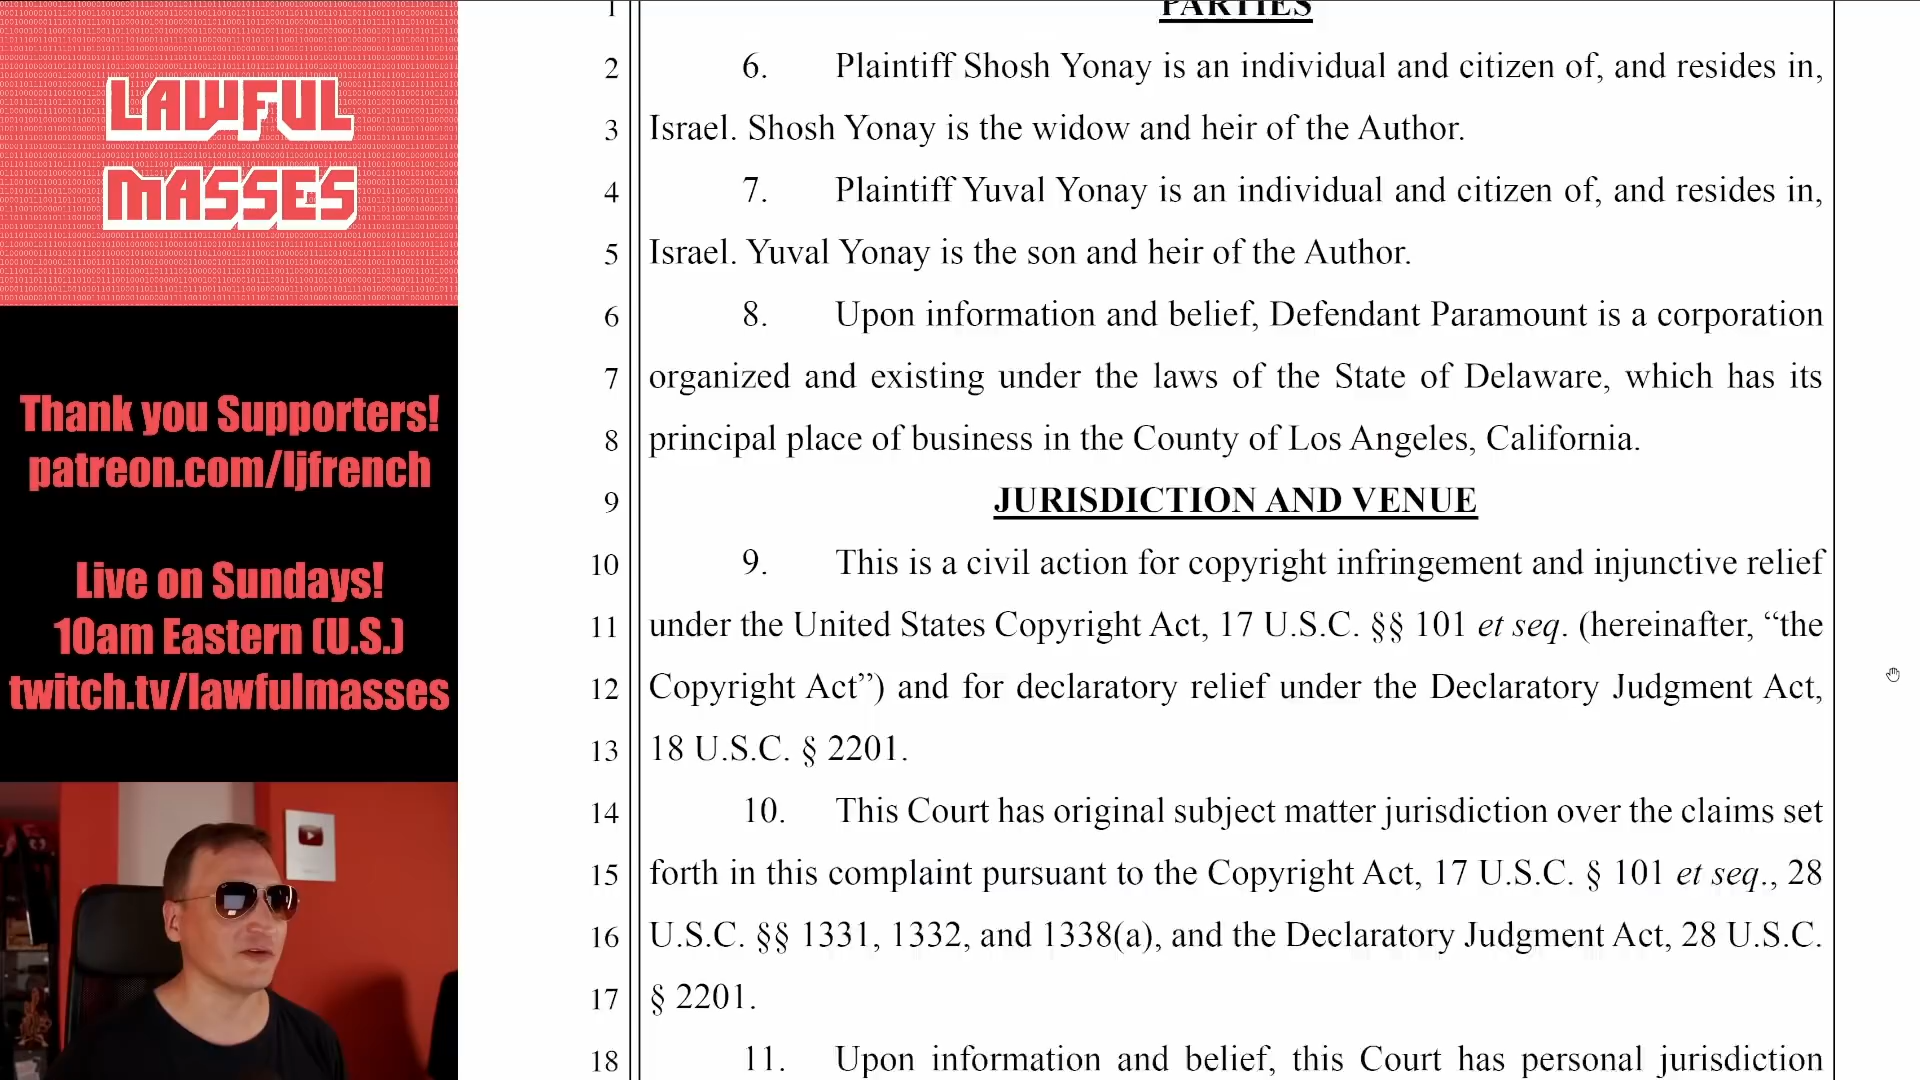 LAWFUL
MASSES
Thank you Supporters!
patreon.com/ljfrench
Live on Sundays!
10am Eastern (U.S.)
twitch.tv/lawfulmasses
1 PARTIES
2 6. Plaintiff Shosh Yonay is an individual and citizen of, and resides in,
3 Israel. Shosh Yonay is the widow and heir of the Author.
4 7. Plaintiff Yuval Yonay is an individual and citizen of, and resides in,
5 Israel. Yuval Yonay is the son and heir of the Author.
6 8. Upon information and belief, Defendant Paramount is a corporation
7 organized and existing under the laws of the State of Delaware, which has its
8 principal place of business in the County of Los Angeles, California.
9 JURISDICTION AND VENUE
10 9. This is a civil action for copyright infringement and injunctive relief
11 under the United States Copyright Act, 17 U.S.C. §§ 101 et seq. (hereinafter, “the
12 Copyright Act”) and for declaratory relief under the Declaratory Judgment Act,
13 18 U.S.C. § 2201.
14 10. This Court has original subject matter jurisdiction over the claims set
15 forth in this complaint pursuant to the Copyright Act, 17 U.S.C. § 101 et seq., 28
16 U.S.C. §§ 1331, 1332, and 1338(a), and the Declaratory Judgment Act, 28 U.S.C.
17 § 2201.
18 11. Upon information and belief, this Court has personal jurisdiction